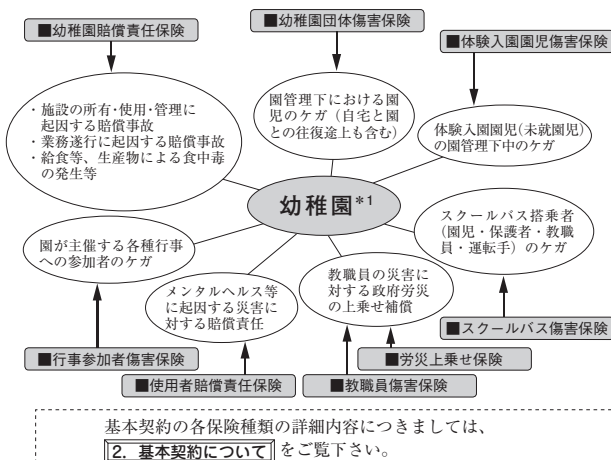 ■幼稚園賠償責任保険
■幼稚園団体傷害保険
■体験入園園児傷害保険
・施設の所有・使用・管理に
起因する賠償事故
・業務遂行に起因する賠償事故
・給食等、生産物による食中毒
の発生等
園管理下における園
児のケガ（自宅と園
との往復途上も含む）
体験入園園児(未就園児)
の園管理下中のケガ
幼稚園*1
園が主催する各種行事
への参加者のケガ
メンタルヘルス等
に起因する災害に
対する賠償責任
教職員の災害に
対する政府労災
の上乗せ補償
スクールバス搭乗者
(園児・保護者・教職
員・運転手）のケガ
■スクールバス傷害保険
■行事参加者傷害保険
■労災上乗せ保険
■使用者賠償責任保険
■教職員傷害保険
基本契約の各保険種類の詳細内容につきましては、
2．基本契約について をご覧下さい。